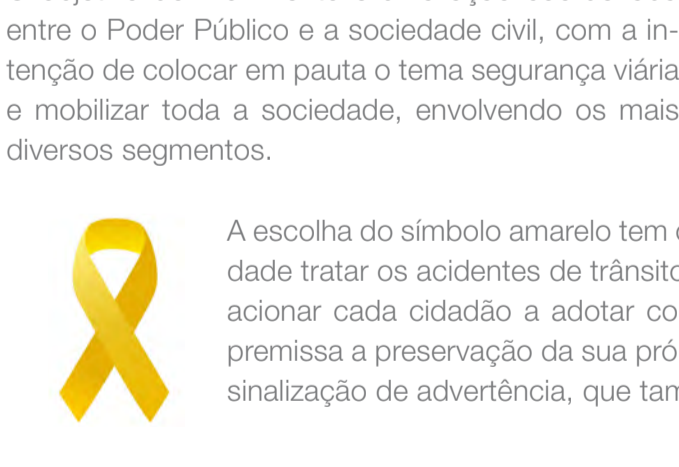 entre o Poder Público e a sociedade civil, com a in-
tenção de colocar em pauta o tema segurança viária
e mobilizar toda a sociedade, envolvendo os mais
diversos segmentos.
A escolha do símbolo amarelo tem
dade tratar os acidentes de trânsito
acionar cada cidadão a adotar co
premissa a preservação da sua pró
sinalização de advertência, que tam